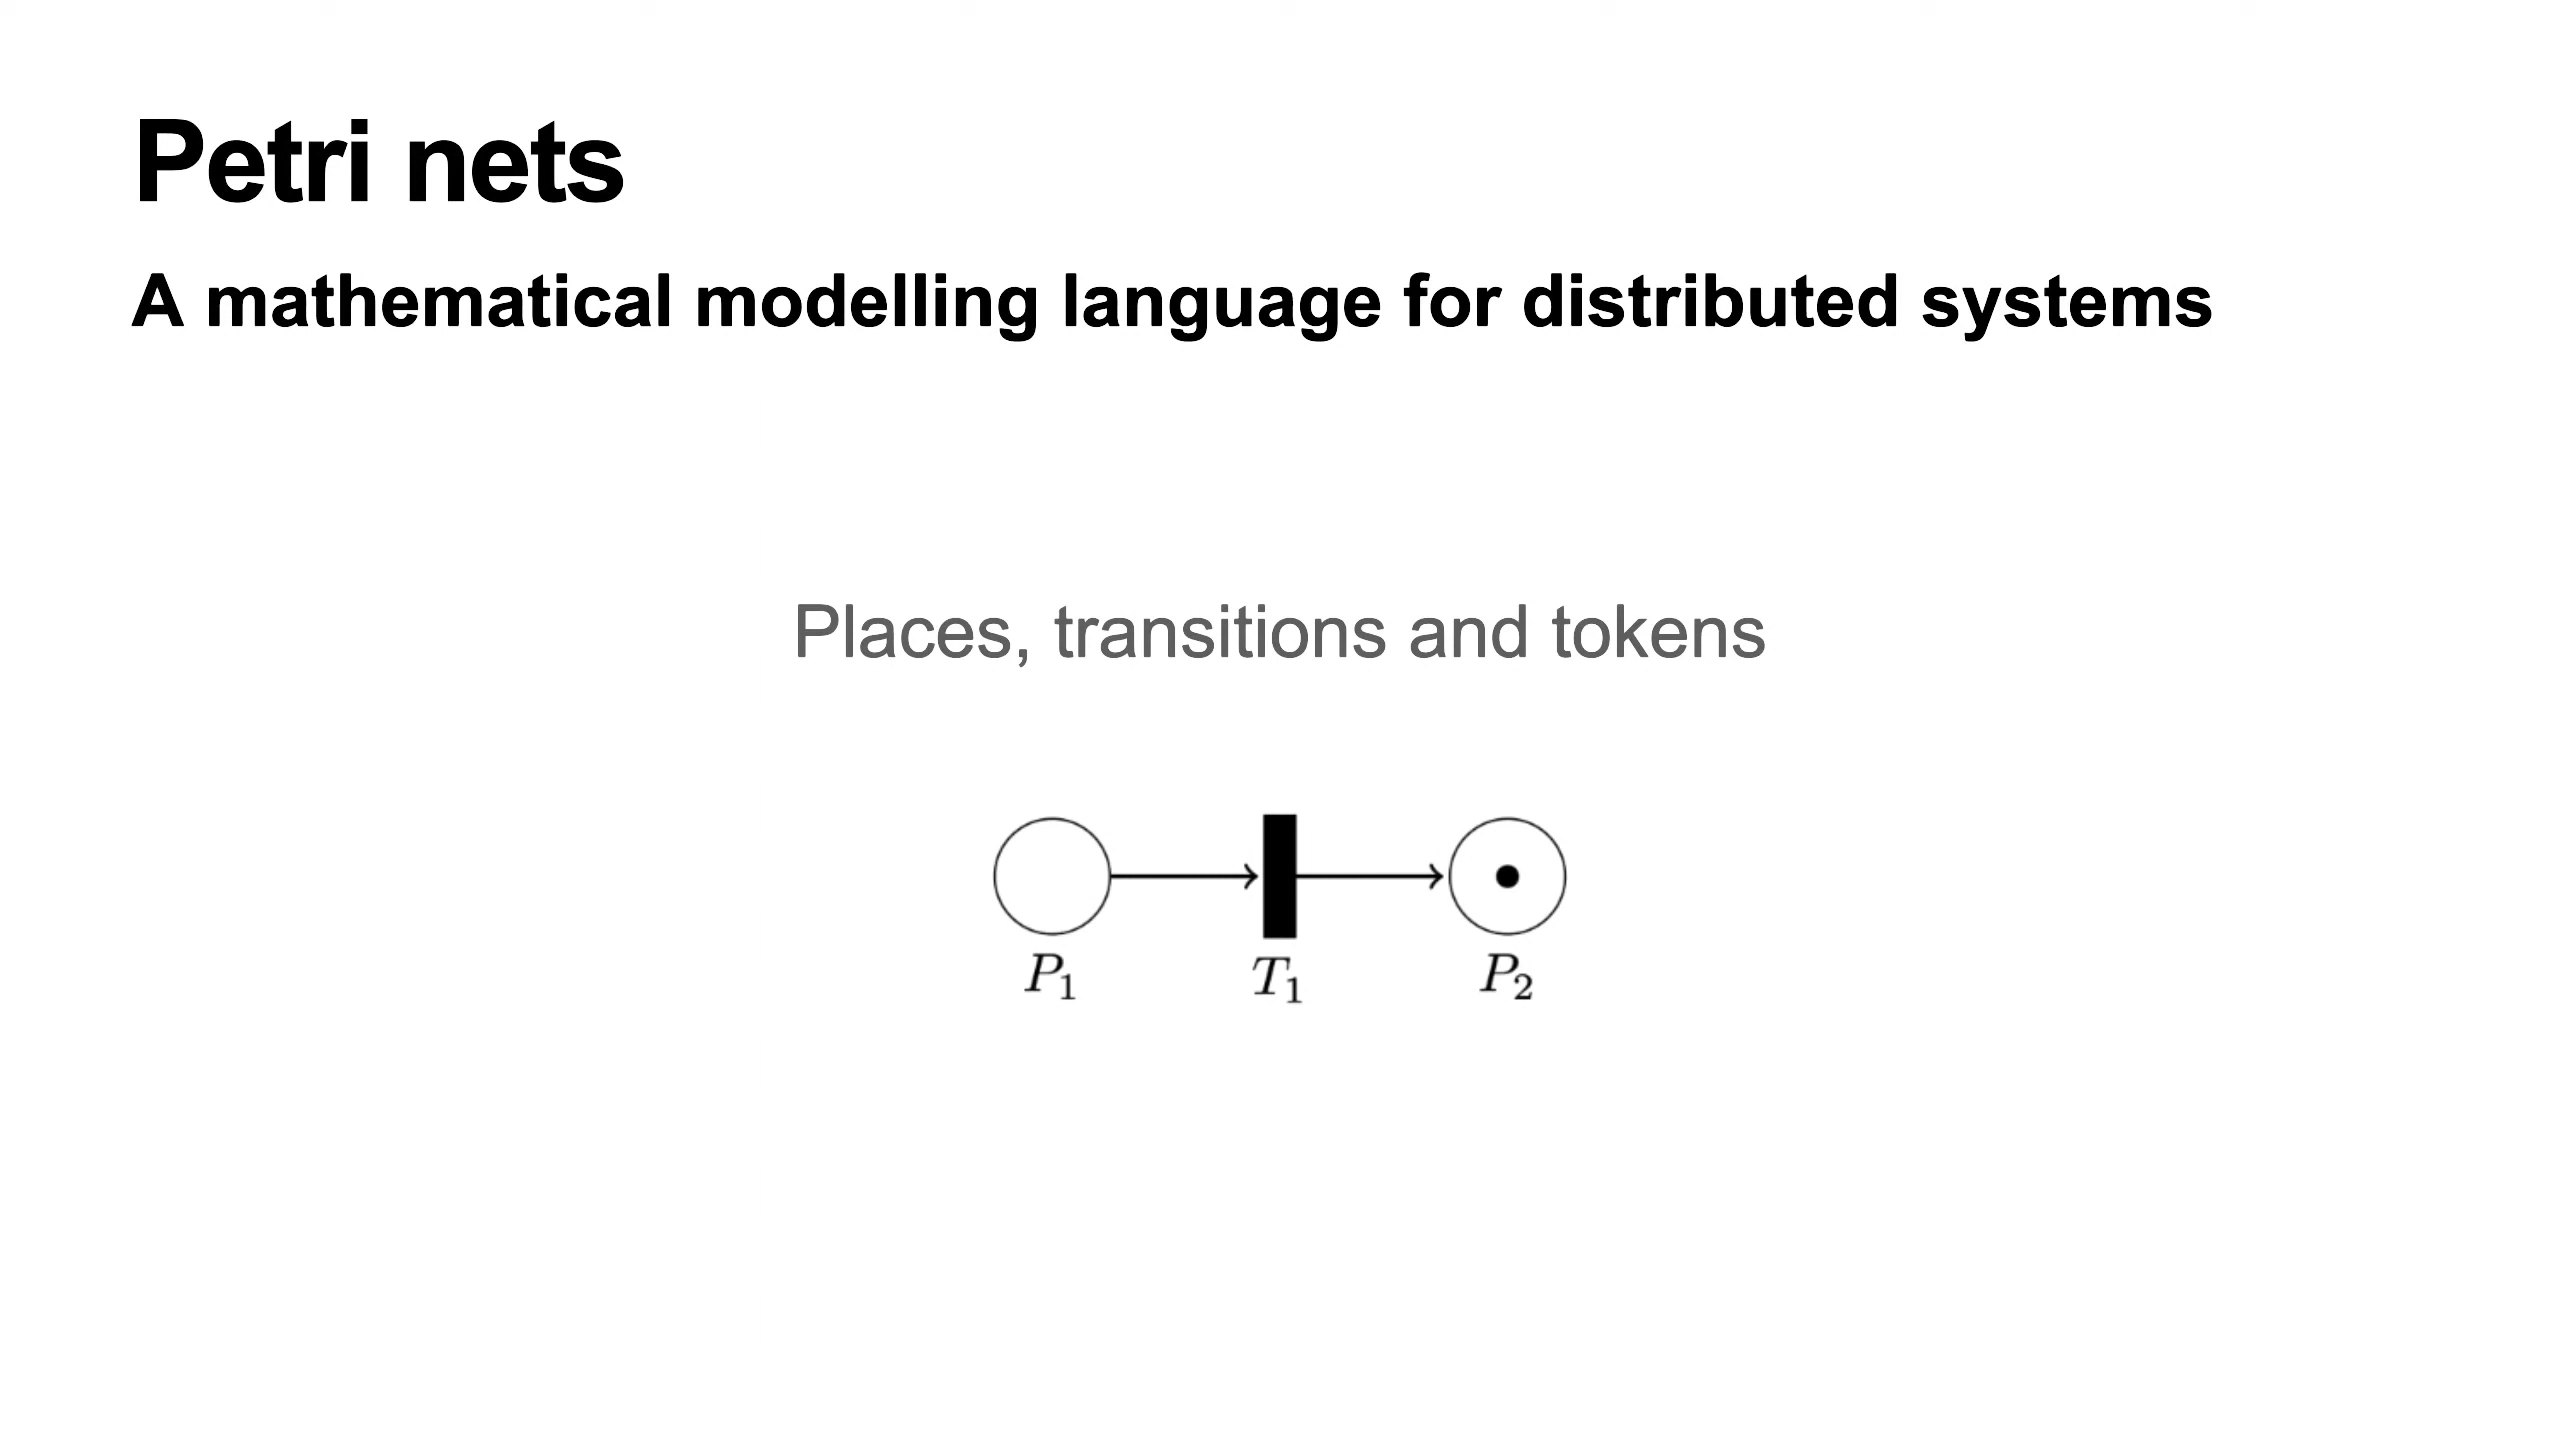 Petri nets
A mathematical modelling language for distributed systems
Places, transitions and tokens
P₁ T₁ P₂